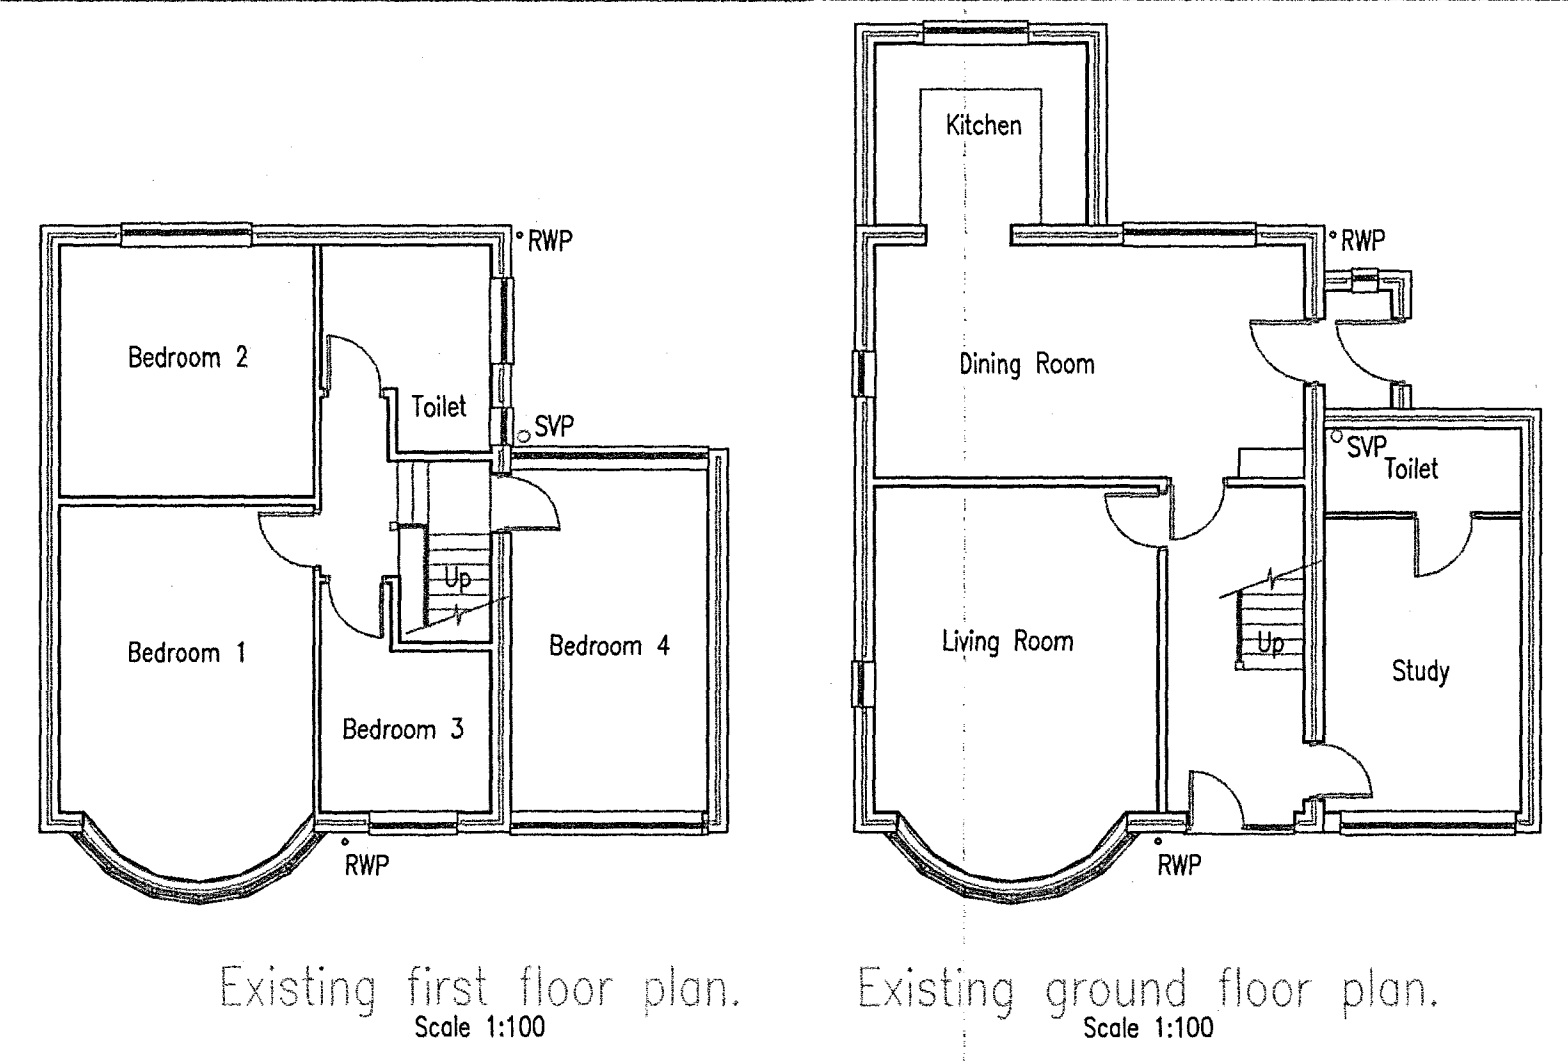 RWP
Bedroom 2
Toilet
SVP
Up
Bedroom 1
Bedroom 4
Bedroom 3
RWP
Existing first floor plan.
Scale 1:100
Kitchen
RWP
Dining Room
SVP
Toilet
Living Room
Up
Study
RWP
Existing ground floor plan.
Scale 1:100